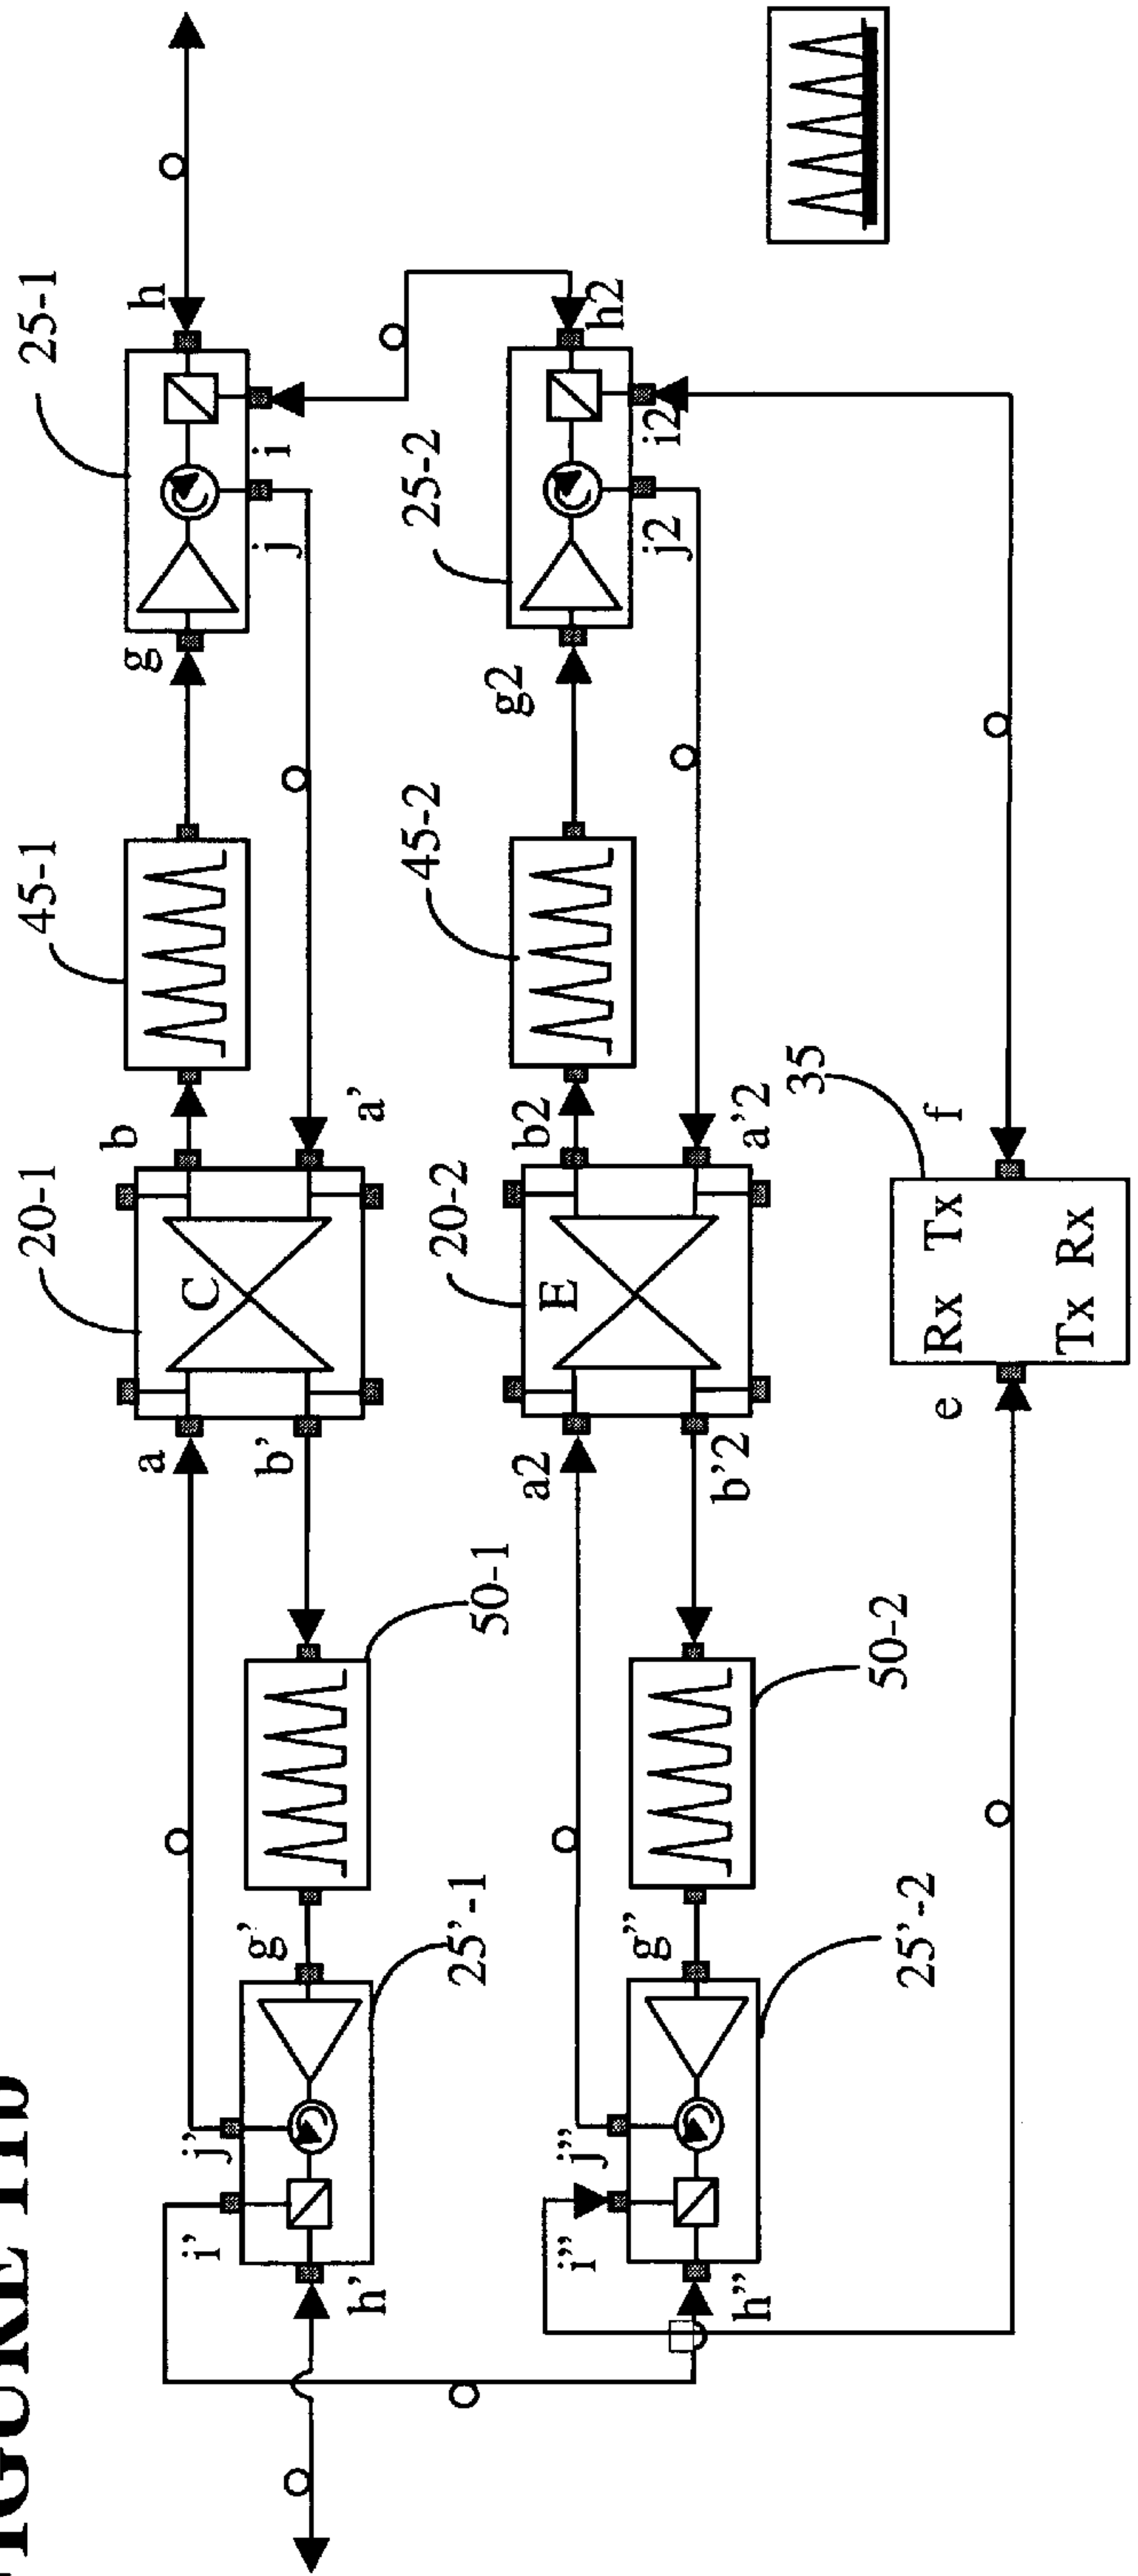 FIGURE 11b
20-1
45-1
25-1
a
C
b
g
h
b'
a'
j
i
i'
j'
g'
50-1
h'
25'-1
20-2
45-2
25-2
a2
E
b2
g2
h2
b'2
a'2
j2
i2
i''
j''
g''
50-2
h''
25'-2
35
e
f
Rx Tx
Tx Rx